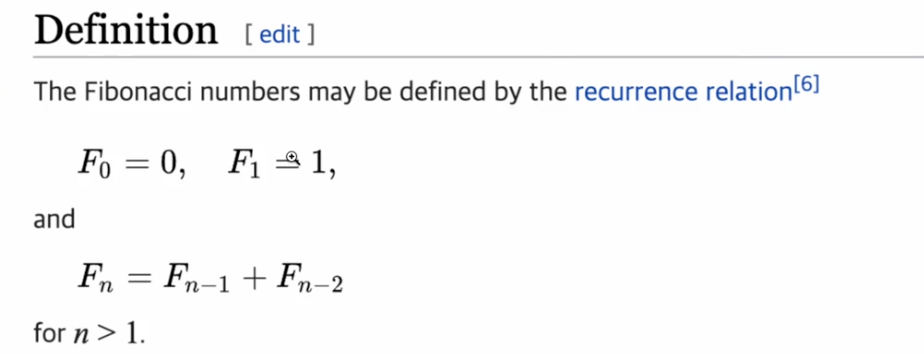 Definition [ edit ]
The Fibonacci numbers may be defined by the recurrence relation[6]
F₀ = 0, F₁ = 1,
and
Fₙ = Fₙ₋₁ + Fₙ₋₂
for n > 1.